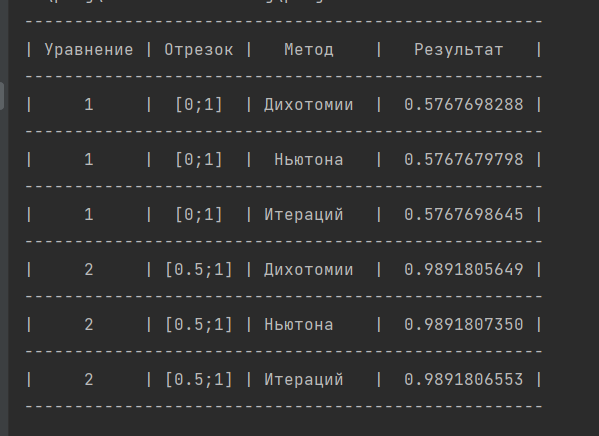 -----------------------------------------------------
| Уравнение | Отрезок | Метод | Результат |
-----------------------------------------------------
| 1 | [0;1] | Дихотомии | 0.5767698288 |
-----------------------------------------------------
| 1 | [0;1] | Ньютона | 0.5767679798 |
-----------------------------------------------------
| 1 | [0;1] | Итераций | 0.5767698645 |
-----------------------------------------------------
| 2 | [0.5;1] | Дихотомии | 0.9891805649 |
-----------------------------------------------------
| 2 | [0.5;1] | Ньютона | 0.9891807350 |
-----------------------------------------------------
| 2 | [0.5;1] | Итераций | 0.9891806553 |
-----------------------------------------------------